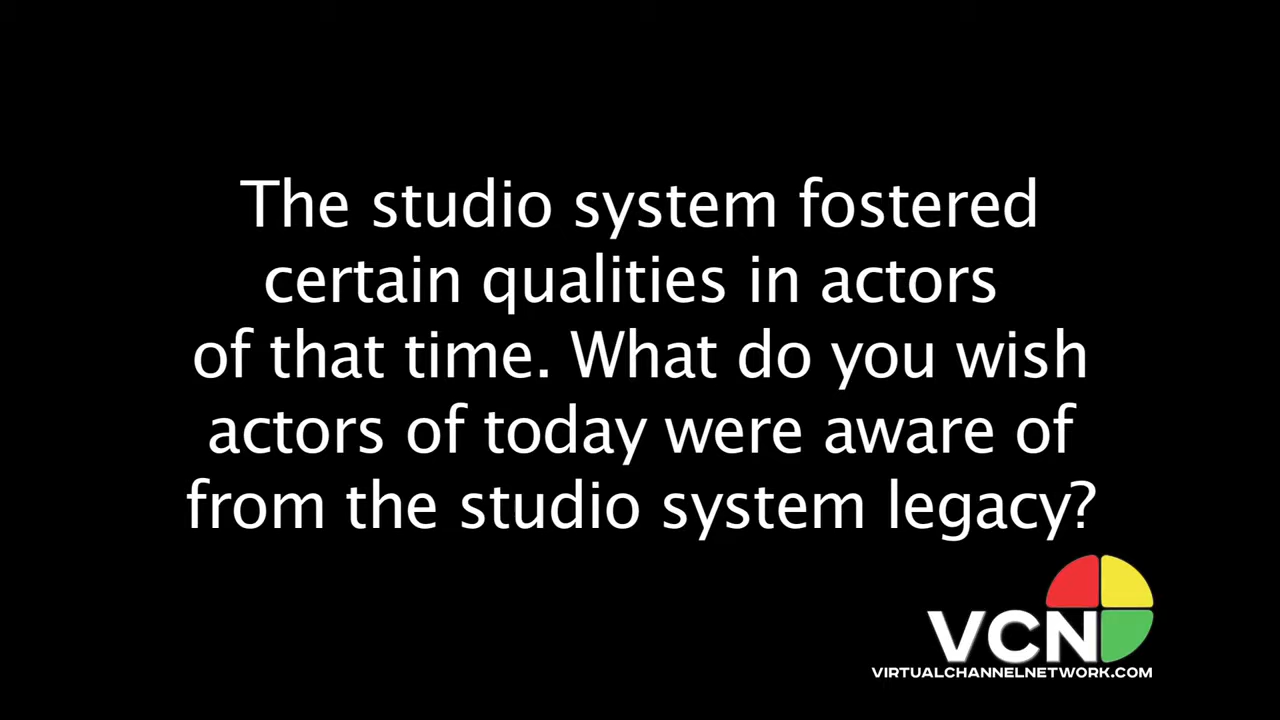 The studio system fostered
certain qualities in actors
of that time. What do you wish
actors of today were aware of
from the studio system legacy?
VCN
VIRTUALCHANNELNETWORK.COM